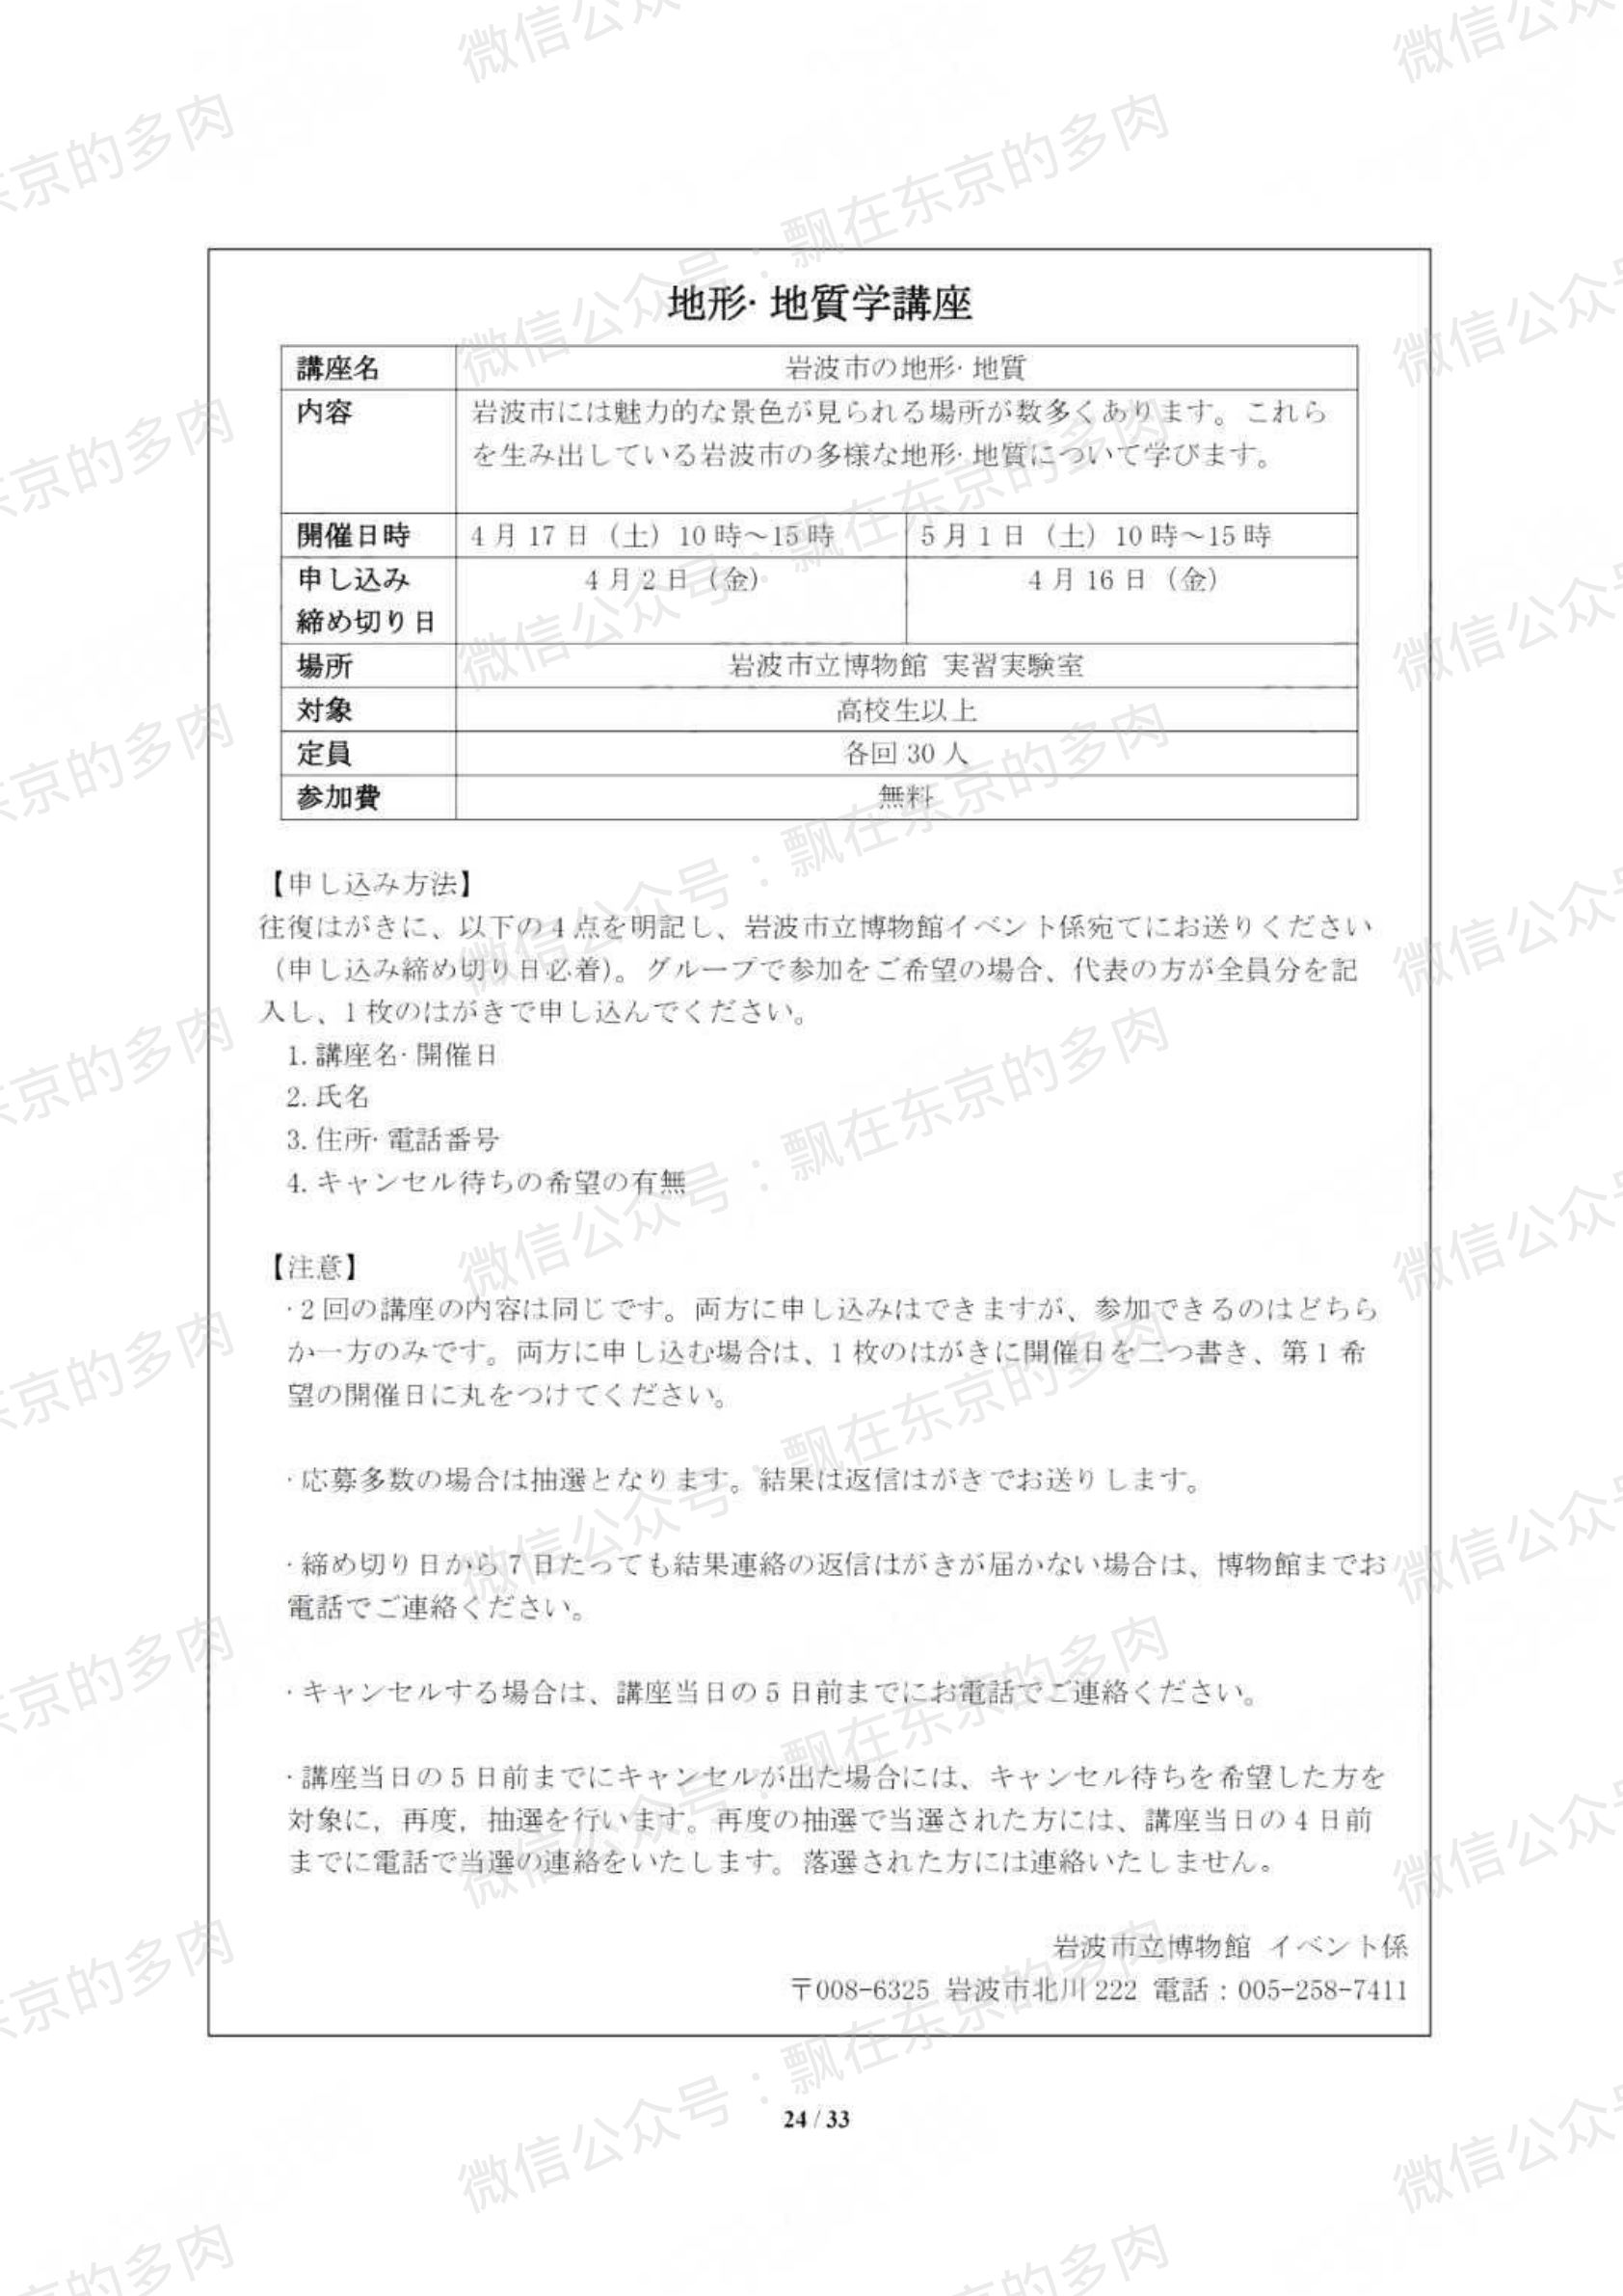 地形·地質学講座
講座名 岩波市の地形·地質
内容 岩波市には魅力的な景色が見られる場所が数多くあります。これら
を生み出している岩波市の多様な地形·地質について学びます。
開催日時 4月17日（土）10時～15時 5月1日（土）10時～15時
申し込み 4月2日（金） 4月16日（金）
締め切り日
場所 岩波市立博物館 実習実験室
対象 高校生以上
定員 各回30人
参加費 無料
【申し込み方法】
往復はがきに、以下の4点を明記し、岩波市立博物館イベント係宛てにお送りください
（申し込み締め切り日必着）。グループで参加をご希望の場合、代表の方が全員分を記
入し、1枚のはがきで申し込んでください。
1. 講座名·開催日
2. 氏名
3. 住所·電話番号
4. キャンセル待ちの希望の有無
【注意】
·2回の講座の内容は同じです。両方に申し込みはできますが、参加できるのはどちら
か一方のみです。両方に申し込む場合は、1枚のはがきに開催日を二つ書き、第1希
望の開催日に丸をつけてください。
·応募多数の場合は抽選となります。結果は返信はがきでお送りします。
·締め切り日から7日たっても結果連絡の返信はがきが届かない場合は、博物館までお
電話でご連絡ください。
·キャンセルする場合は、講座当日の5日前までにお電話でご連絡ください。
·講座当日の5日前までにキャンセルが出た場合には、キャンセル待ちを希望した方を
対象に，再度，抽選を行います。再度の抽選で当選された方には、講座当日の4日前
までに電話で当選の連絡をいたします。落選された方には連絡いたしません。
岩波市立博物館 イベント係
〒008-6325 岩波市北川222 電話：005-258-7411
24 / 33
微信公众号：飘在东京的多肉